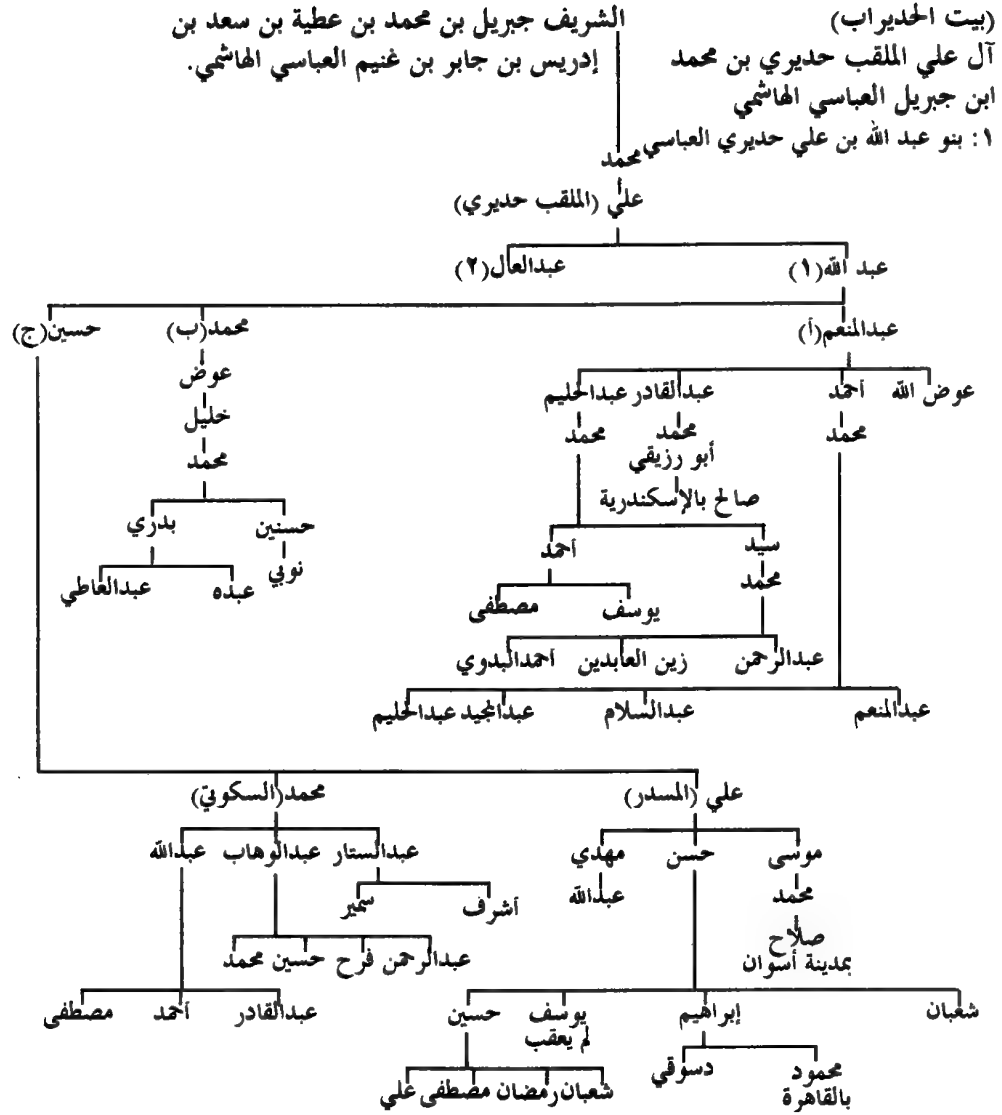 (بيت الحديراب)
آل علي الملقب حديري بن محمد
ابن جبريل العباسي الهاشمي
١: بنو عبد الله بن علي حديري العباسي
الشريف جبريل بن محمد بن عطية بن سعد بن
إدريس بن جابر بن غنيم العباسي الهاشمي.
محمد
علي (الملقب حديري)
عبد الله(١) عبدالعال(٢)
عبدالمنعم(أ) محمد(ب) حسين(ج)
عوض الله أحمد عبدالقادر عبدالحليم
عوض
خليل
محمد محمد محمد
أبو رزيقي
محمد
صالح بالإسكندرية
حسنين بدري
سيد أحمد
نوبي
محمد
عبده عبدالعاطي
يوسف مصطفى
عبدالرحمن زين العابدين أحمدالبدوي
عبدالمنعم عبدالسلام عبدالمجيد عبدالحليم
علي (المسدر) محمد(السكوتي)
موسى حسن مهدي عبدالستار عبدالوهاب عبدالله
محمد عبدالله أشرف سمير
صلاح
بمدينة أسوان
عبدالرحمن فرح حسين محمد
شعبان إبراهيم يوسف حسين عبدالقادر أحمد مصطفى
لم يعقب
محمود دسوقي
بالقاهرة
شعبان رمضان مصطفى علي